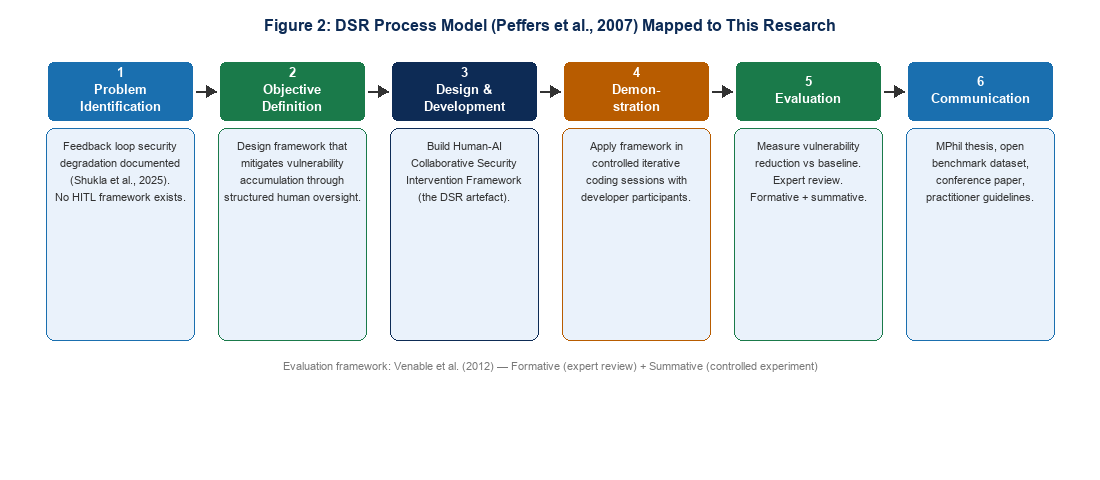 Figure 2: DSR Process Model (Peffers et al., 2007) Mapped to This Research
1
Problem
Identification
Feedback loop security
degradation documented
(Shukla et al., 2025).
No HITL framework exists.
2
Objective
Definition
Design framework that
mitigates vulnerability
accumulation through
structured human oversight.
3
Design &
Development
Build Human-AI
Collaborative Security
Intervention Framework
(the DSR artefact).
4
Demon-
stration
Apply framework in
controlled iterative
coding sessions with
developer participants.
5
Evaluation
Measure vulnerability
reduction vs baseline.
Expert review.
Formative + summative.
6
Communication
MPhil thesis, open
benchmark dataset,
conference paper,
practitioner guidelines.
Evaluation framework: Venable et al. (2012) — Formative (expert review) + Summative (controlled experiment)